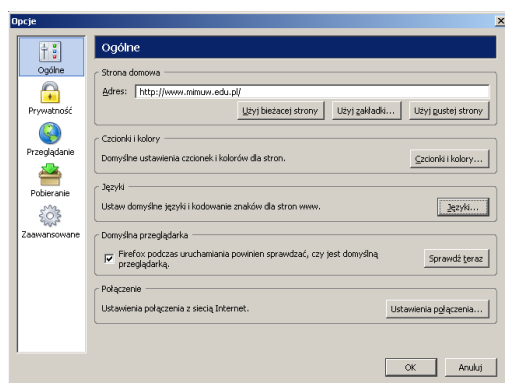 Opcje
Ogólne
Prywatność
Przeglądanie
Pobieranie
Zaawansowane
Ogólne
Strona domowa
Adres: http://www.mimuw.edu.pl/
Użyj bieżacej strony Użyj zakładki... Użyj pustej strony
Czcionki i kolory
Domyślne ustawienia czcionek i kolorów dla stron. Czcionki i kolory...
Języki
Ustaw domyślne języki i kodowanie znaków dla stron www. Języki...
Domyślna przeglądarka
Firefox podczas uruchamiania powinien sprawdzać, czy jest domyślną
przeglądarką. Sprawdź teraz
Połączenie
Ustawienia połączenia z siecią Internet. Ustawienia połączenia...
OK Anuluj